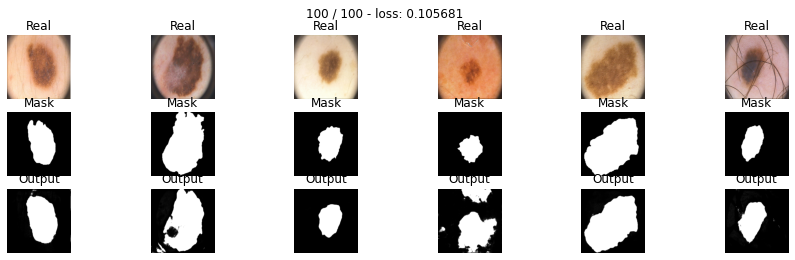 100 / 100 - loss: 0.105681
Real Real Real Real Real Real
Mask Mask Mask Mask Mask Mask
Output Output Output Output Output Output